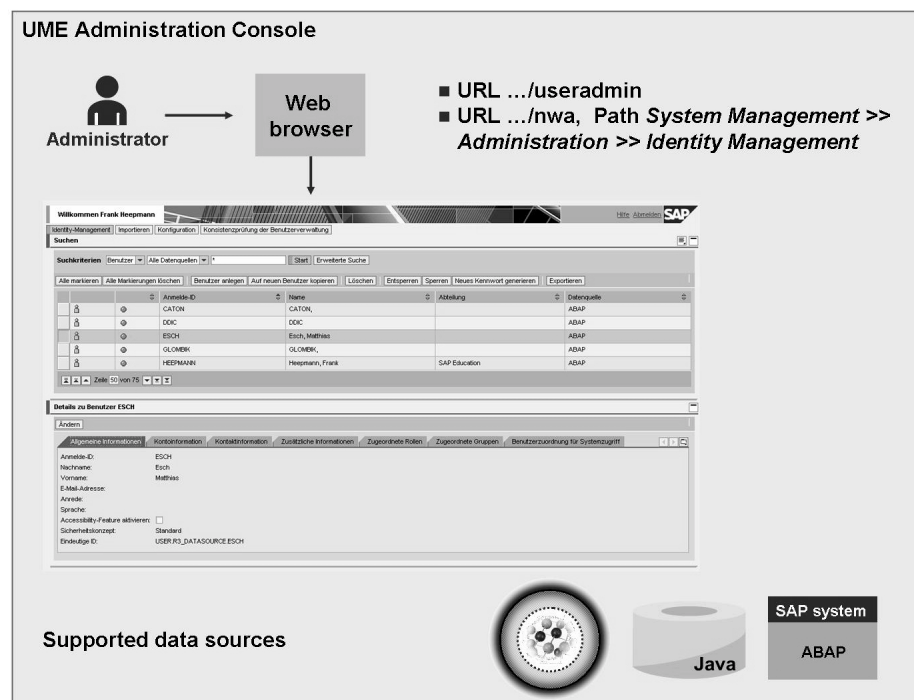 UME Administration Console
Administrator
Web
browser
■ URL …/useradmin
■ URL …/nwa, Path System Management >>
Administration >> Identity Management
Willkommen Frank Heepmann
Hilfe Abmelden SAP
Identity-Management Importieren Konfiguration Konsistenzprüfung der Benutzerverwaltung
Suchen
Suchkriterien Benutzer Alle Datenquellen * Start Erweiterte Suche
Alle markieren Alle Markierungen löschen Benutzer anlegen Auf neuen Benutzer kopieren Löschen Entsperren Sperren Neues Kennwort generieren Exportieren
Anmelde-ID Name Abteilung Datenquelle
CATON CATON, ABAP
DDIC DDIC ABAP
ESCH Esch, Matthias ABAP
GLOMBIK GLOMBIK, ABAP
HEEPMANN Heepmann, Frank SAP Education ABAP
Zeile 50 von 75
Details zu Benutzer ESCH
Ändern
Allgemeine Informationen Kontoinformation Kontaktinformation Zusätzliche Informationen Zugeordnete Rollen Zugeordnete Gruppen Benutzerzuordnung für Systemzugriff
Anmelde-ID: ESCH
Nachname: Esch
Vorname: Matthias
E-Mail-Adresse:
Anrede:
Sprache:
Accessibility-Feature aktivieren:
Sicherheitskonzept: Standard
Eindeutige ID: USER.R3_DATASOURCE.ESCH
Supported data sources
Java
SAP system
ABAP